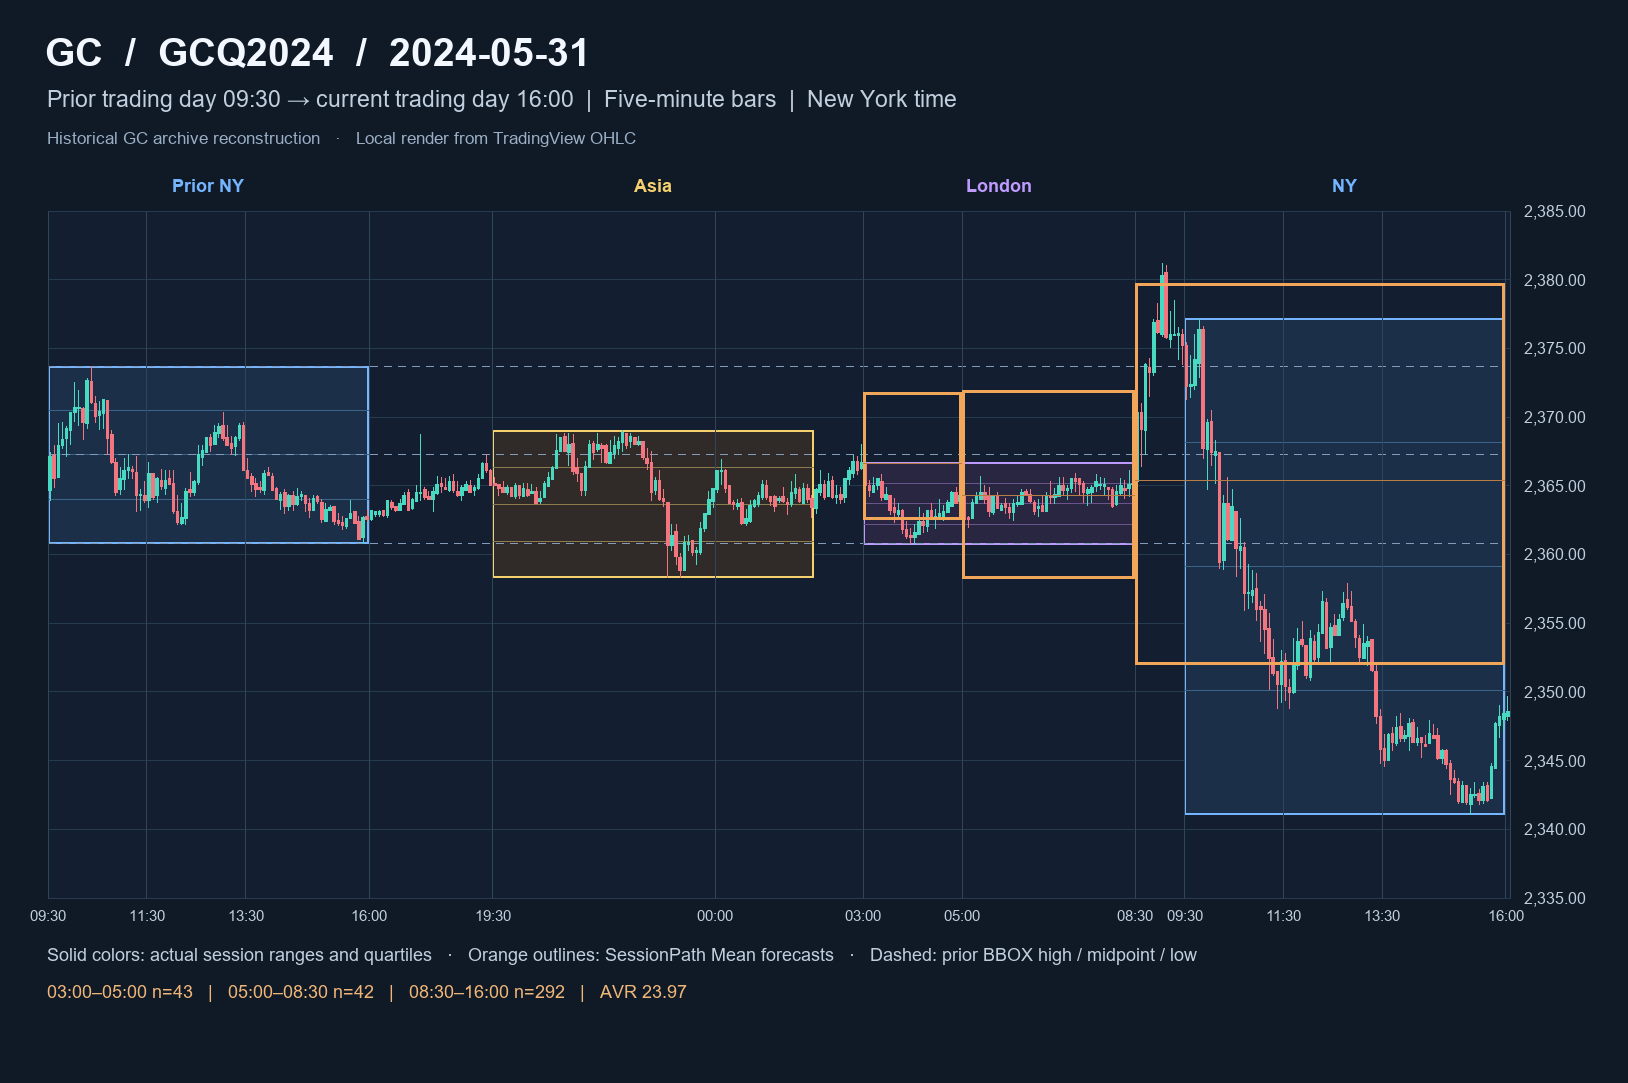 GC / GCQ2024 / 2024-05-31
Prior trading day 09:30 → current trading day 16:00 | Five-minute bars | New York time
Historical GC archive reconstruction · Local render from TradingView OHLC
Prior NY Asia London NY
2,385.00
2,380.00
2,375.00
2,370.00
2,365.00
2,360.00
2,355.00
2,350.00
2,345.00
2,340.00
2,335.00
09:30 11:30 13:30 16:00 19:30 00:00 03:00 05:00 08:30 09:30 11:30 13:30 16:00
Solid colors: actual session ranges and quartiles · Orange outlines: SessionPath Mean forecasts · Dashed: prior BBOX high / midpoint / low
03:00–05:00 n=43 | 05:00–08:30 n=42 | 08:30–16:00 n=292 | AVR 23.97